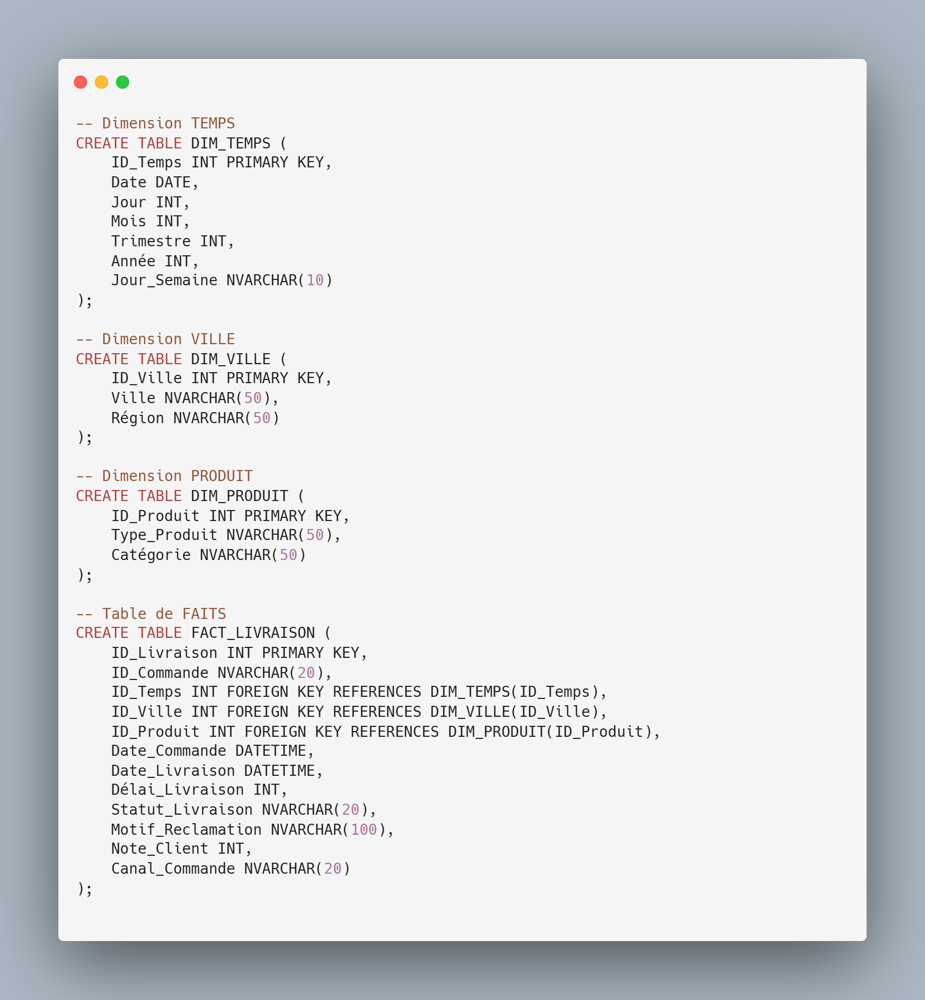 -- Dimension TEMPS
CREATE TABLE DIM_TEMPS (
    ID_Temps INT PRIMARY KEY,
    Date DATE,
    Jour INT,
    Mois INT,
    Trimestre INT,
    Année INT,
    Jour_Semaine NVARCHAR(10)
);

-- Dimension VILLE
CREATE TABLE DIM_VILLE (
    ID_Ville INT PRIMARY KEY,
    Ville NVARCHAR(50),
    Région NVARCHAR(50)
);

-- Dimension PRODUIT
CREATE TABLE DIM_PRODUIT (
    ID_Produit INT PRIMARY KEY,
    Type_Produit NVARCHAR(50),
    Catégorie NVARCHAR(50)
);

-- Table de FAITS
CREATE TABLE FACT_LIVRAISON (
    ID_Livraison INT PRIMARY KEY,
    ID_Commande NVARCHAR(20),
    ID_Temps INT FOREIGN KEY REFERENCES DIM_TEMPS(ID_Temps),
    ID_Ville INT FOREIGN KEY REFERENCES DIM_VILLE(ID_Ville),
    ID_Produit INT FOREIGN KEY REFERENCES DIM_PRODUIT(ID_Produit),
    Date_Commande DATETIME,
    Date_Livraison DATETIME,
    Délai_Livraison INT,
    Statut_Livraison NVARCHAR(20),
    Motif_Reclamation NVARCHAR(100),
    Note_Client INT,
    Canal_Commande NVARCHAR(20)
);